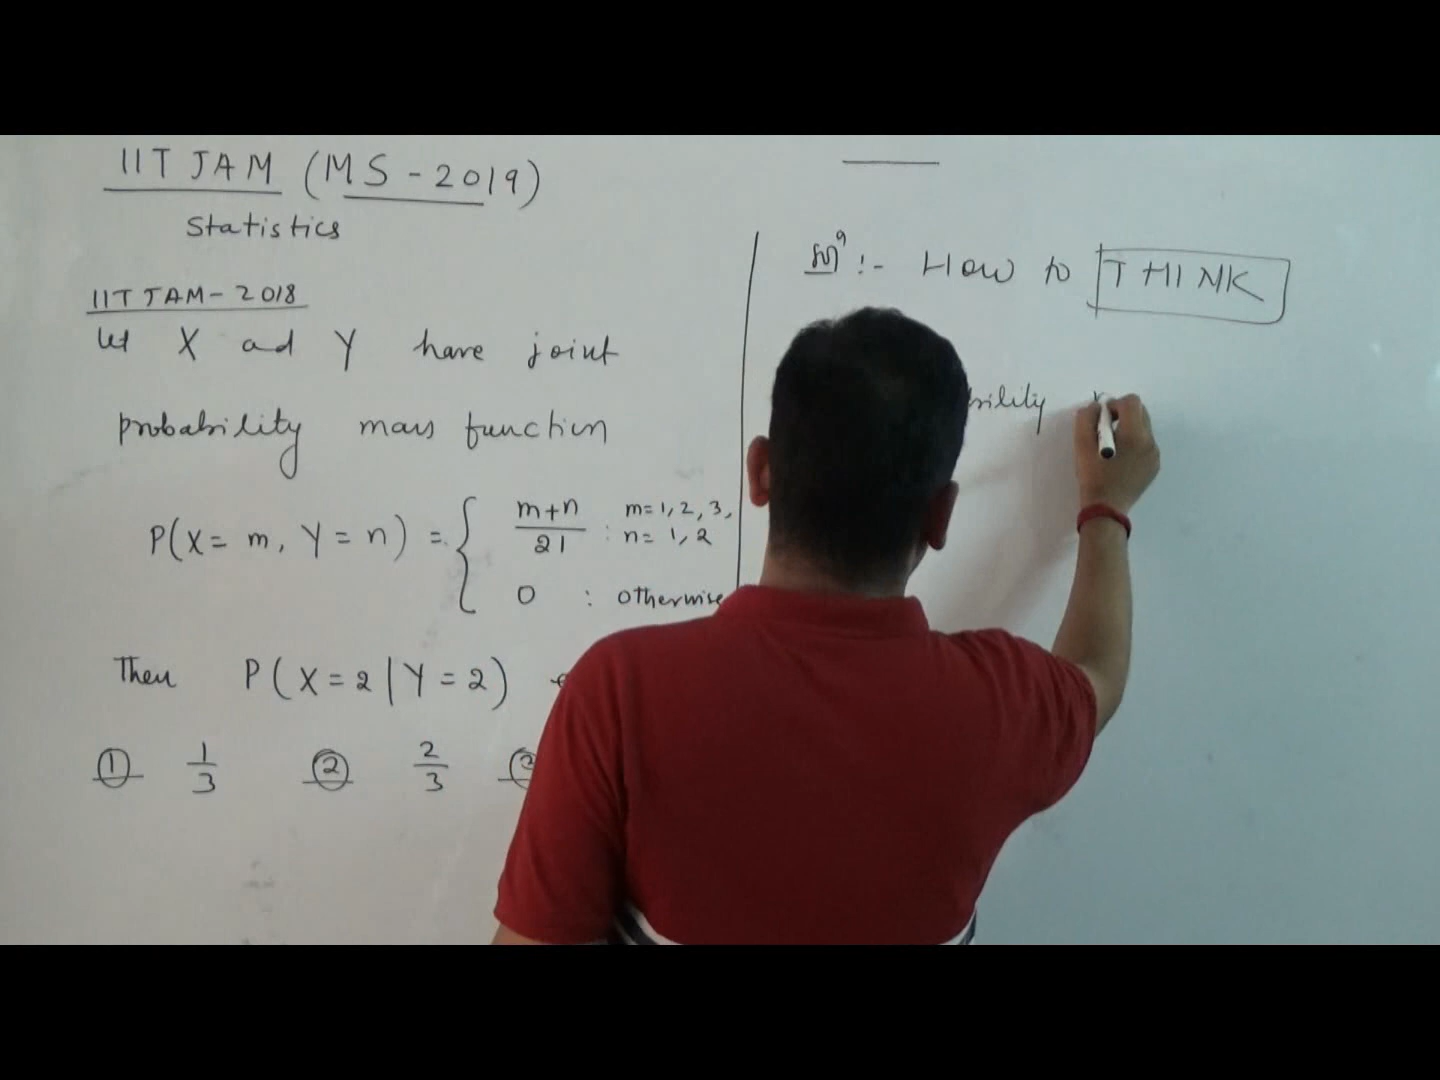 IIT JAM (MS - 2019)
Statistics
IIT JAM - 2018
Let X and Y have joint
probability mass function
P(X = m, Y = n) = { m+n / 21 : m = 1, 2, 3, n = 1, 2
0 : otherwise
Then P(X = 2 | Y = 2)
① 1/3 ② 2/3
:- How to THINK
bility